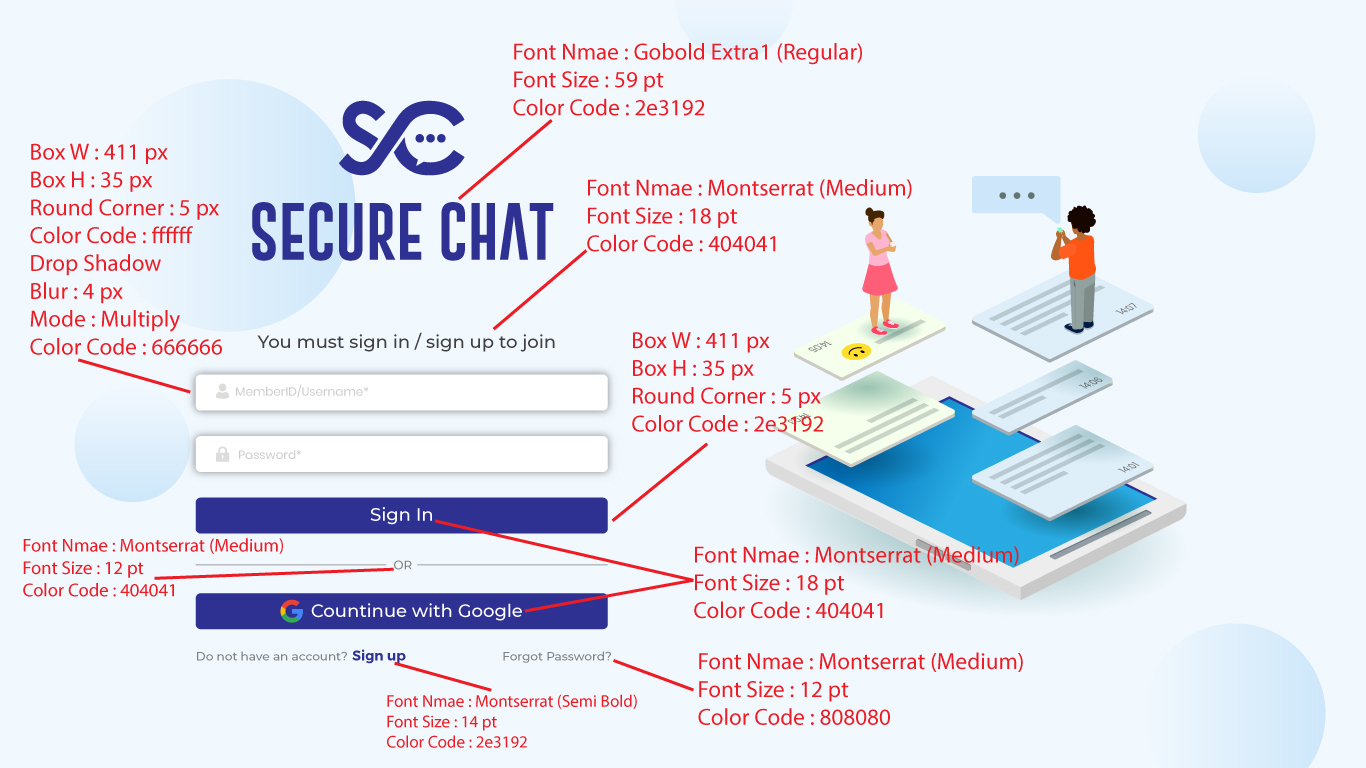 Font Nmae : Gobold Extra1 (Regular)
Font Size : 59 pt
Color Code : 2e3192
SC
SECURE CHAT
Box W : 411 px
Box H : 35 px
Round Corner : 5 px
Color Code : ffffff
Drop Shadow
Blur : 4 px
Mode : Multiply
Color Code : 666666
Font Nmae : Montserrat (Medium)
Font Size : 18 pt
Color Code : 404041
You must sign in / sign up to join
MemberID/Username*
Password*
Box W : 411 px
Box H : 35 px
Round Corner : 5 px
Color Code : 2e3192
Sign In
Font Nmae : Montserrat (Medium)
Font Size : 12 pt
Color Code : 404041
OR
Countinue with Google
Font Nmae : Montserrat (Medium)
Font Size : 18 pt
Color Code : 404041
Do not have an account? Sign up
Forgot Password?
Font Nmae : Montserrat (Semi Bold)
Font Size : 14 pt
Color Code : 2e3192
Font Nmae : Montserrat (Medium)
Font Size : 12 pt
Color Code : 808080
14:07
14:05
14:06
14:01